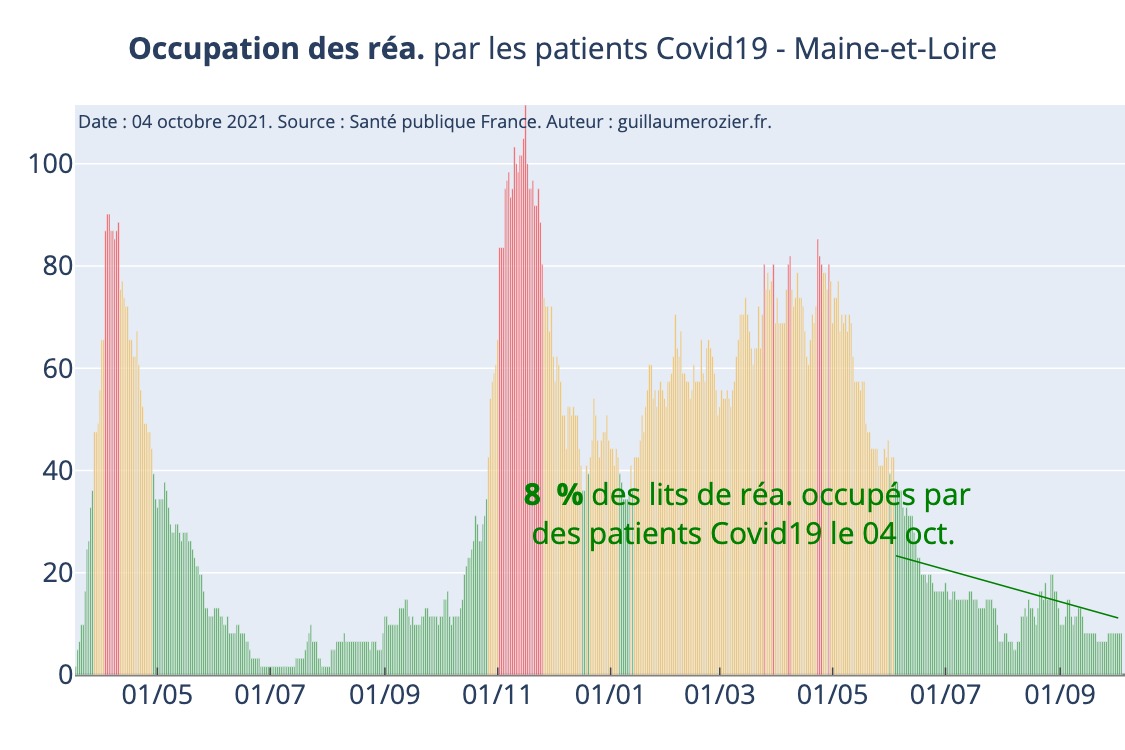 Occupation des réa. par les patients Covid19 - Maine-et-Loire
Date : 04 octobre 2021. Source : Santé publique France. Auteur : guillaumerozier.fr.
100
80
60
40
8 % des lits de réa. occupés par
des patients Covid19 le 04 oct.
20
0
01/05 01/07 01/09 01/11 01/01 01/03 01/05 01/07 01/09